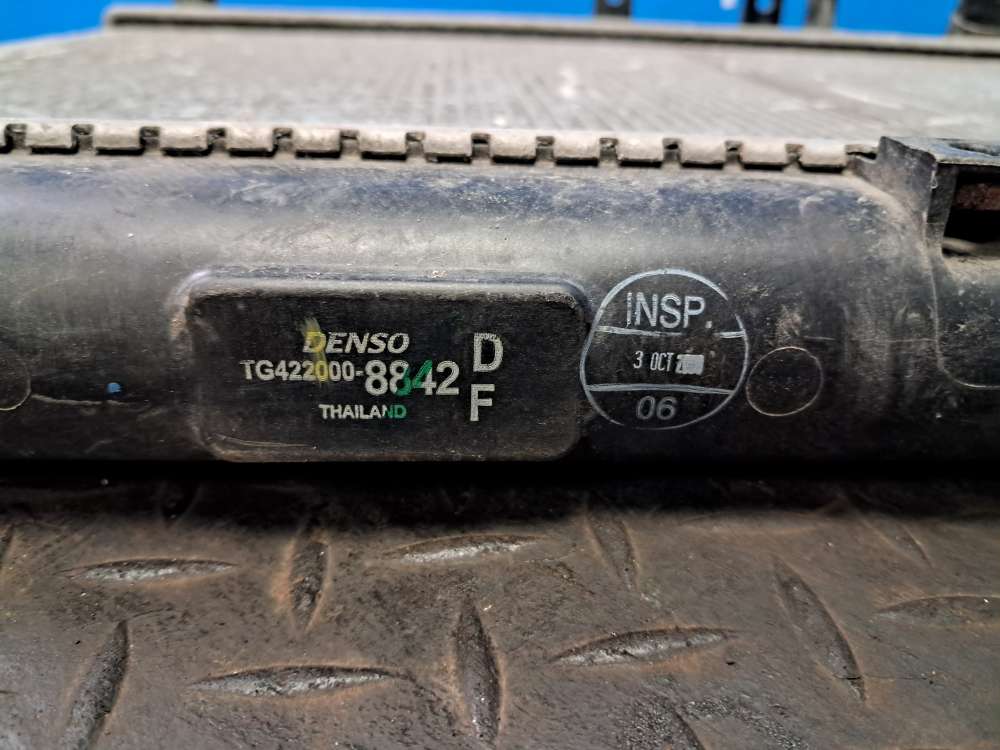 DENSO
TG422000-8842
THAILAND
D
F
INSP.
3 OCT
06